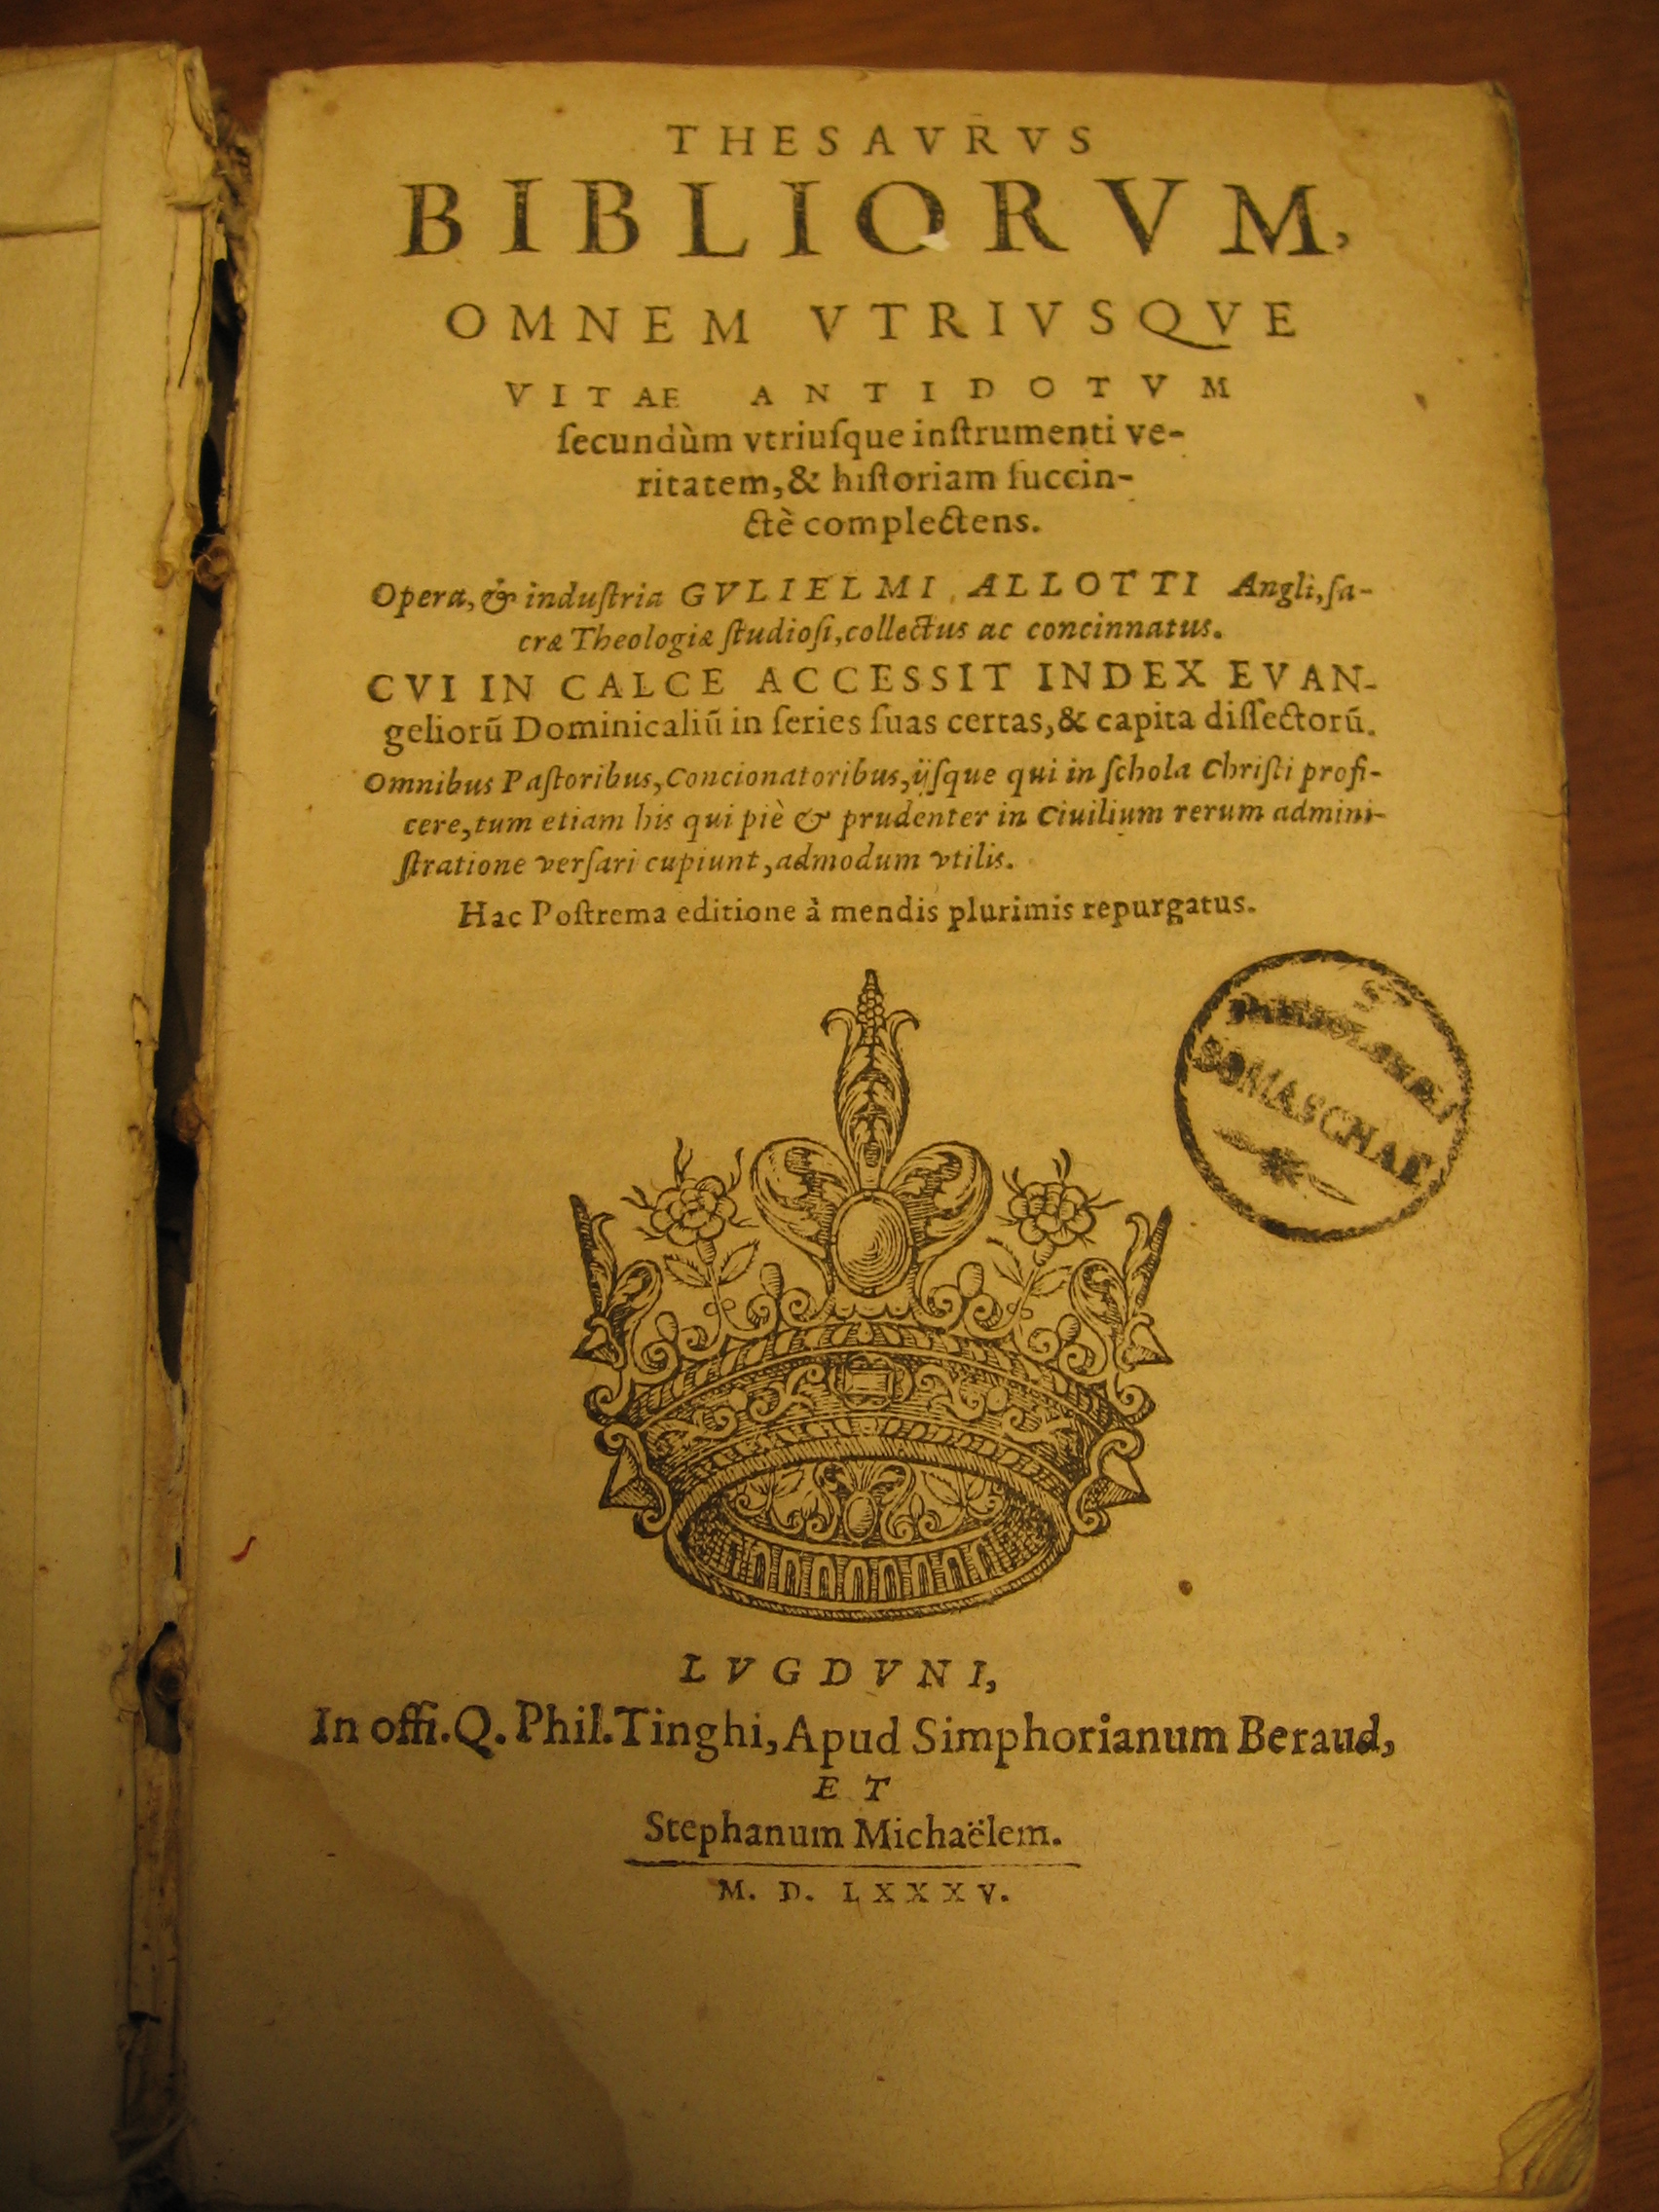 THESAVRVS
BIBLIORVM,
OMNEM VTRIVSQVE
VITAE ANTIDOTVM
ſecundùm vtriuſque inſtrumenti ve-
ritatem, & hiſtoriam ſuccin-
ctè complectens.
Opera, & induſtria GVLIELMI ALLOTTI Angli, ſa-
cræ Theologiæ ſtudioſi, collectus ac concinnatus.
CVI IN CALCE ACCESSIT INDEX EVAN-
geliorū Dominicaliū in ſeries ſuas certas, & capita diſſectorū.
Omnibus Paſtoribus, Concionatoribus, ijſque qui in ſchola Chriſti profi-
cere, tum etiam his qui piè & prudenter in Ciuilium rerum admini-
ſtratione verſari cupiunt, admodum vtilis.
Hac Poſtrema editione à mendis plurimis repurgatus.
SOMASCHAE
LVGDVNI,
In offi. Q. Phil. Tinghi, Apud Simphorianum Beraud,
ET
Stephanum Michaëlem.
M. D. LXXXV.